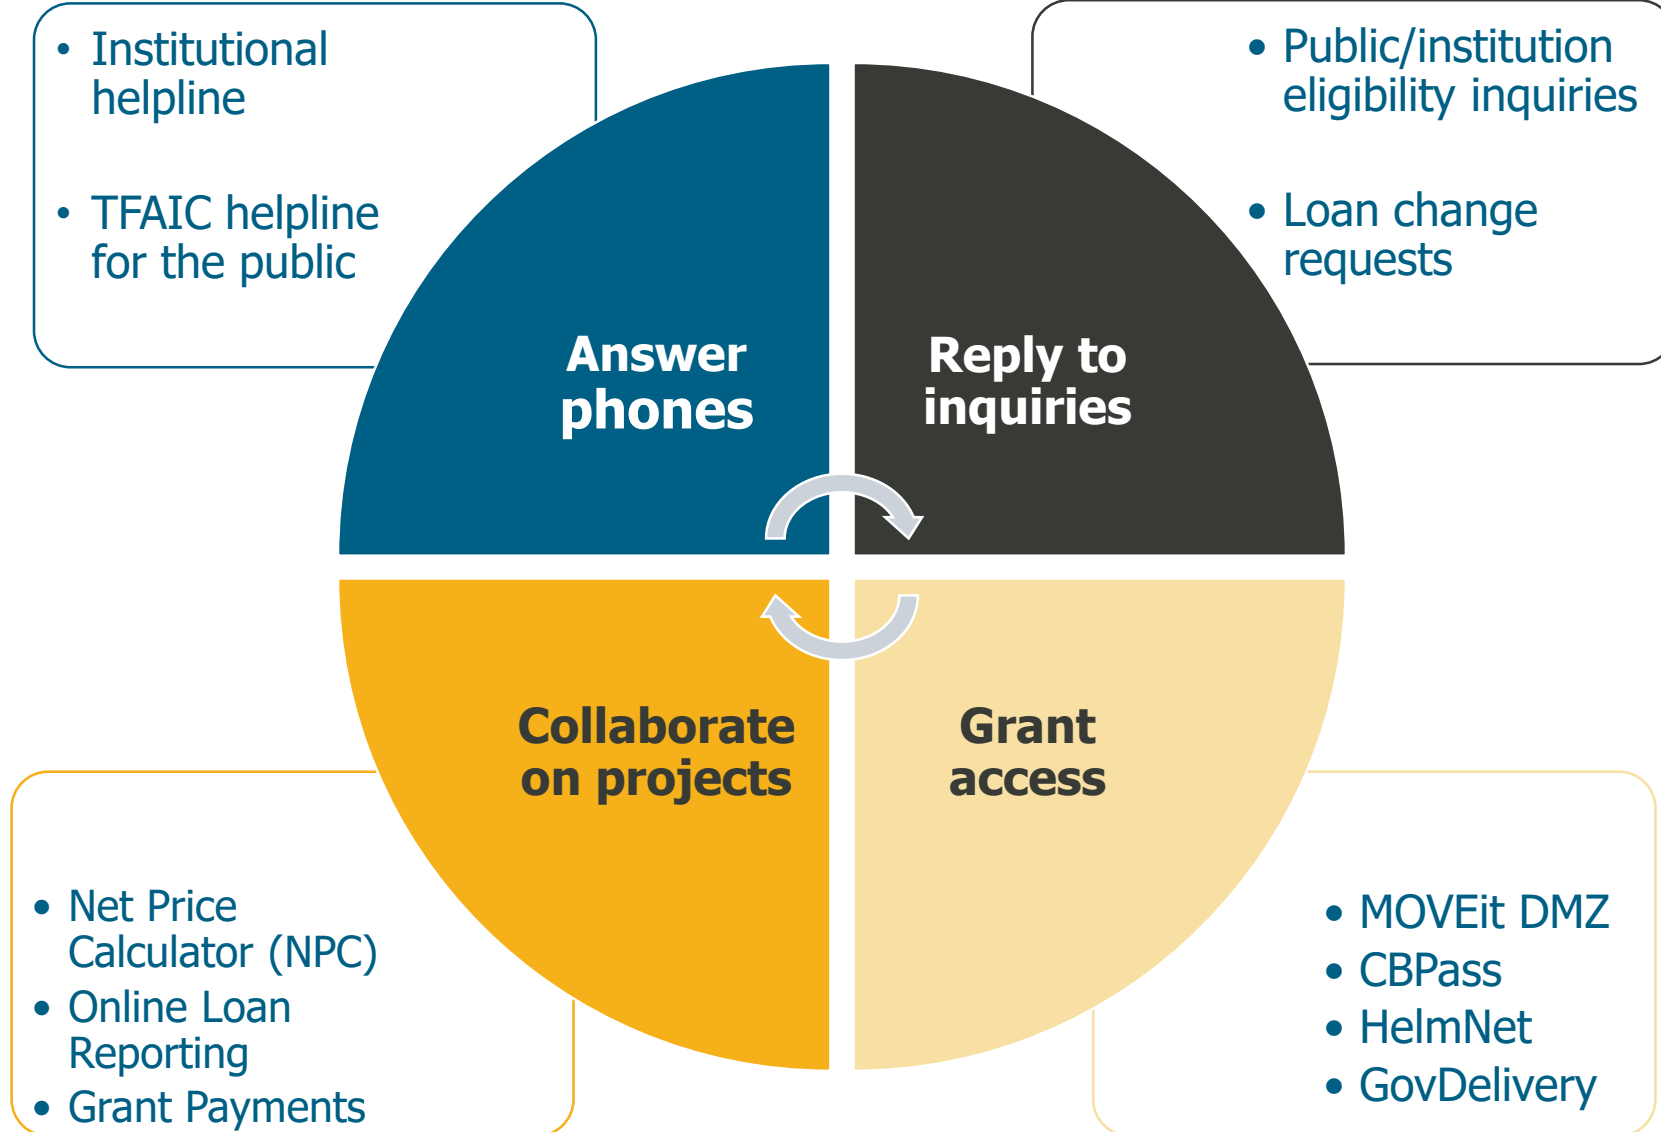 • Institutional
helpline
• TFAIC helpline
for the public
• Public/institution
eligibility inquiries
• Loan change
requests
Answer
phones
Reply to
inquiries
Collaborate
on projects
Grant
access
• Net Price
Calculator (NPC)
• Online Loan
Reporting
• Grant Payments
• MOVEit DMZ
• CBPass
• HelmNet
• GovDelivery